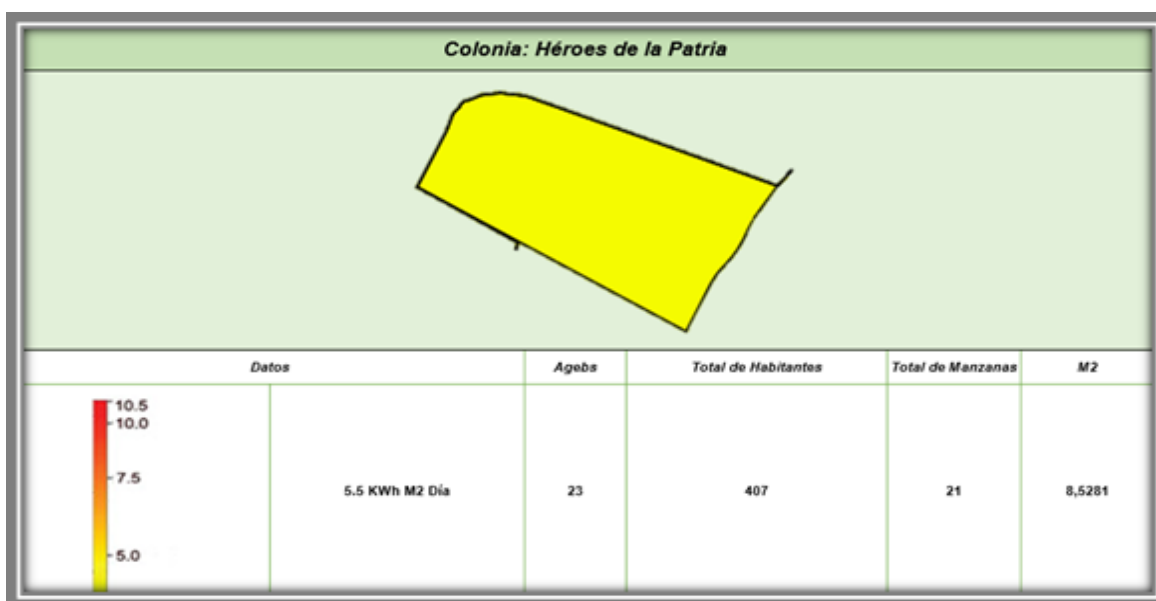 Colonia: Héroes de la Patria
Datos Agebs Total de Habitantes Total de Manzanas M2
10.5
10.0
7.5
5.0
5.5 KWh M2 Día 23 407 21 8,5281